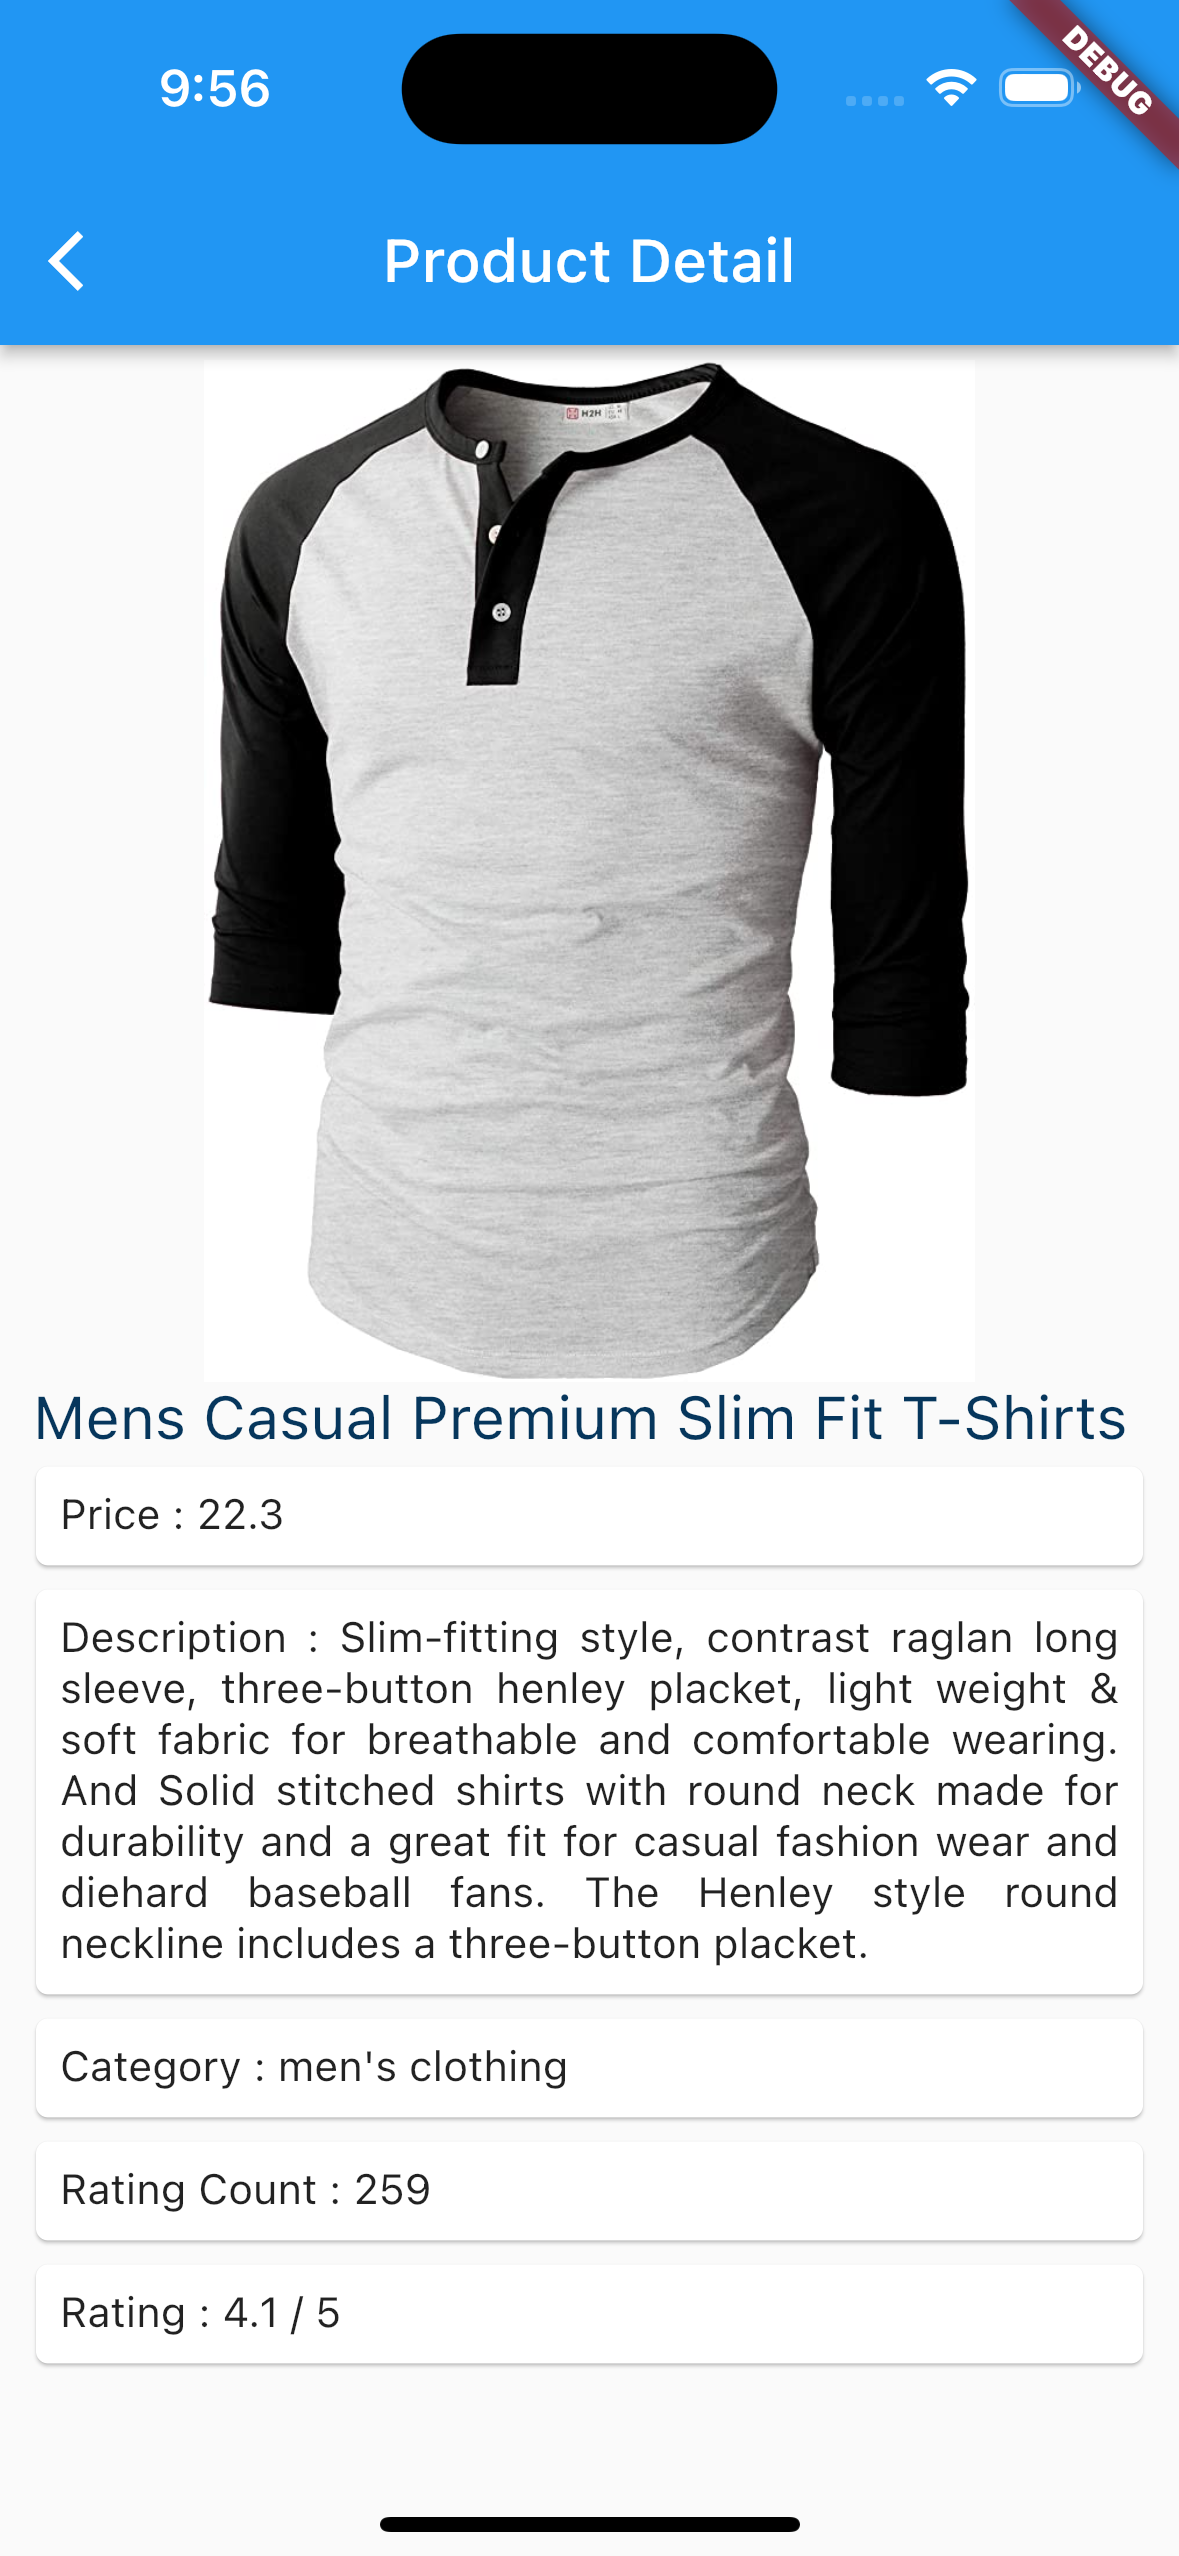 9:56
DEBUG
Product Detail
H2H
Mens Casual Premium Slim Fit T-Shirts
Price : 22.3
Description : Slim-fitting style, contrast raglan long
sleeve, three-button henley placket, light weight &
soft fabric for breathable and comfortable wearing.
And Solid stitched shirts with round neck made for
durability and a great fit for casual fashion wear and
diehard baseball fans. The Henley style round
neckline includes a three-button placket.
Category : men's clothing
Rating Count : 259
Rating : 4.1 / 5